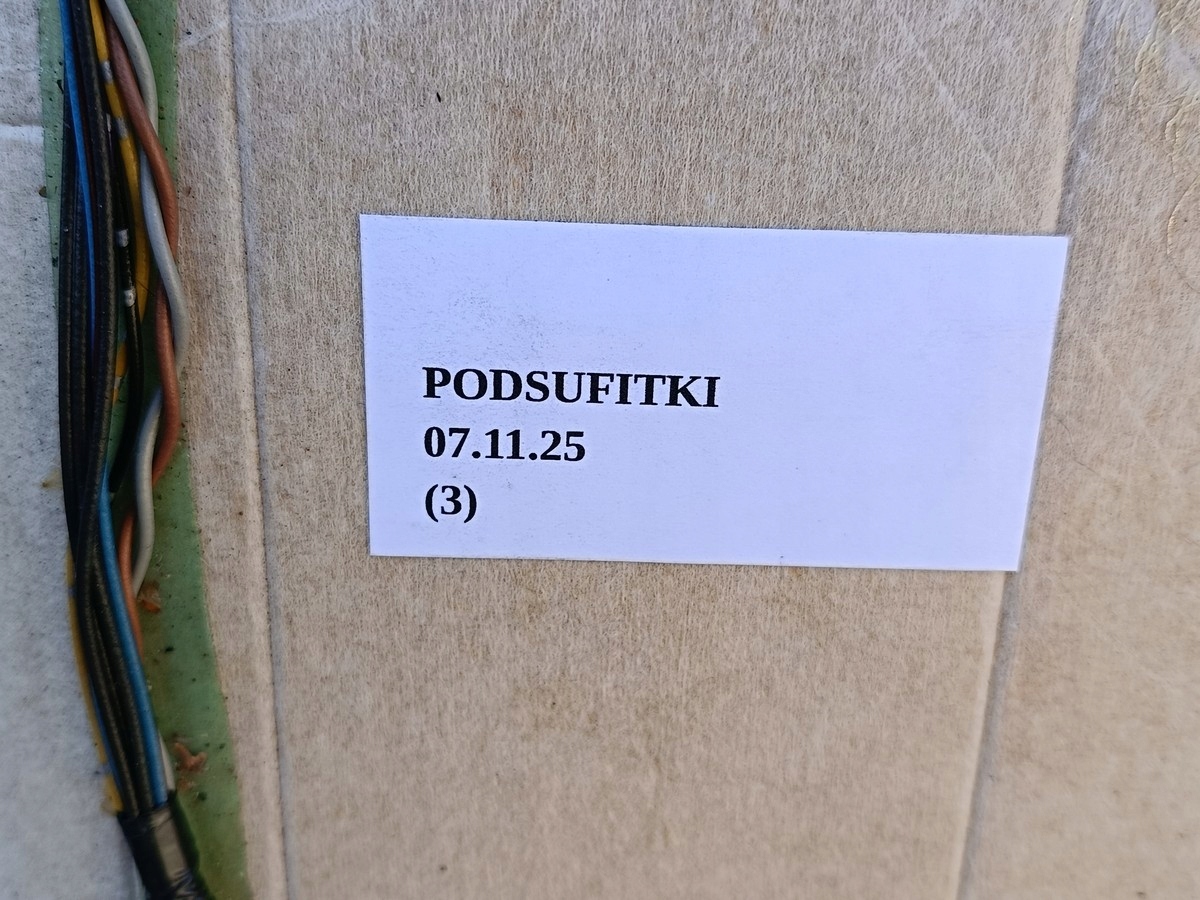 PODSUFITKI
07.11.25
(3)